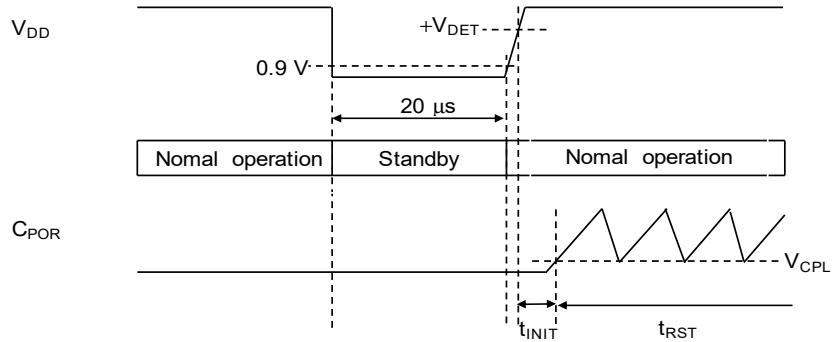 VDD
+VDET
0.9 V
20 μs
Nomal operation
Standby
Nomal operation
CPOR
VCPL
tINIT
tRST